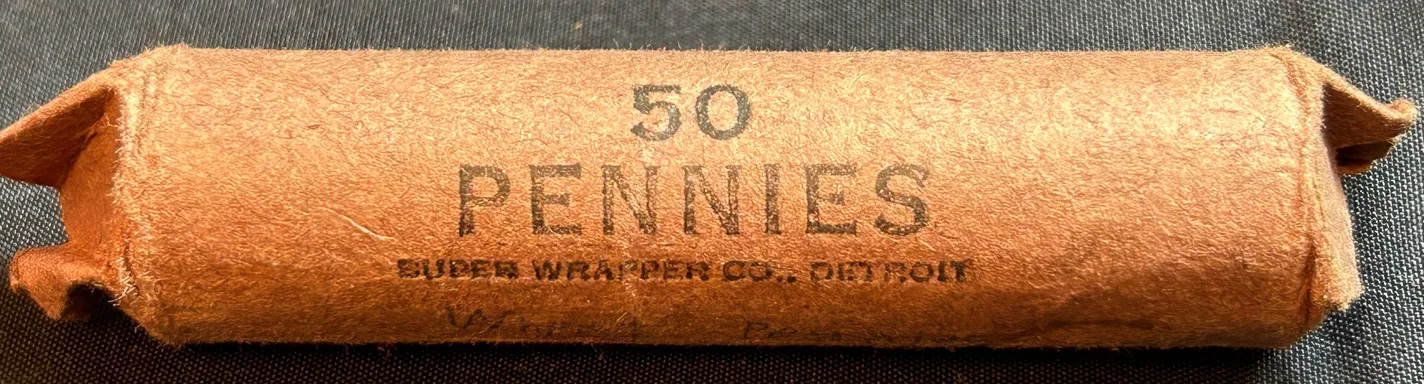 50
PENNIES
SUPER WRAPPER CO., DETROIT